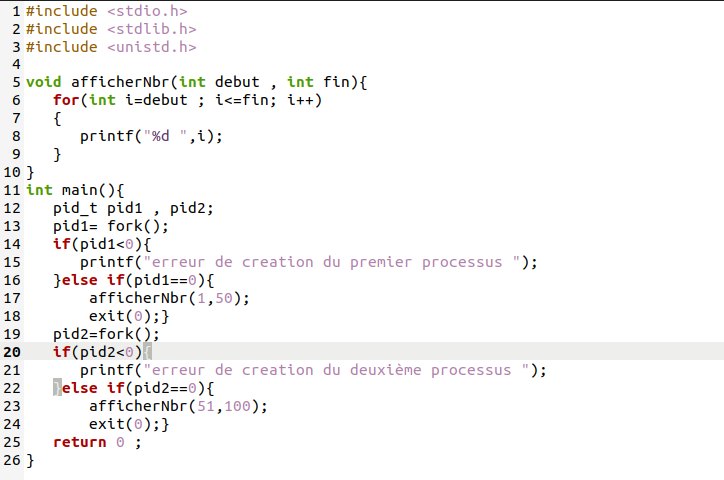 1 #include <stdio.h>
2 #include <stdlib.h>
3 #include <unistd.h>
4
5 void afficherNbr(int debut , int fin){
6    for(int i=debut ; i<=fin; i++)
7    {
8       printf("%d ",i);
9    }
10 }
11 int main(){
12    pid_t pid1 , pid2;
13    pid1= fork();
14    if(pid1<0){
15       printf("erreur de creation du premier processus ");
16    }else if(pid1==0){
17        afficherNbr(1,50);
18        exit(0);}
19    pid2=fork();
20    if(pid2<0){
21       printf("erreur de creation du deuxième processus ");
22    }else if(pid2==0){
23        afficherNbr(51,100);
24        exit(0);}
25    return 0 ;
26 }